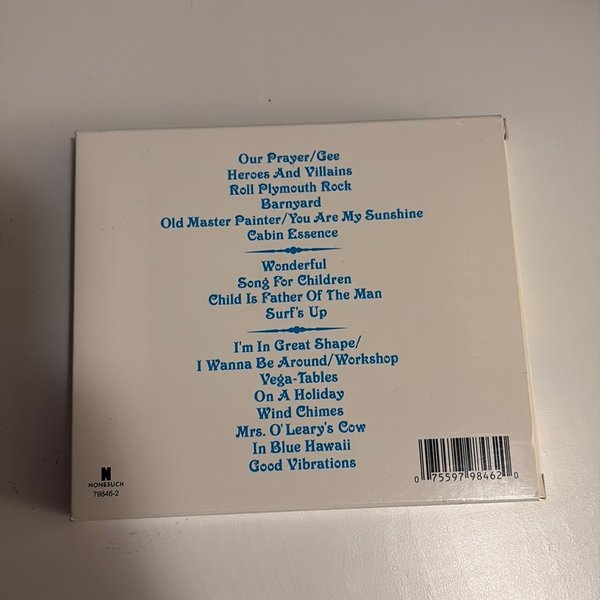 Our Prayer/Gee
Heroes And Villains
Roll Plymouth Rock
Barnyard
Old Master Painter/You Are My Sunshine
Cabin Essence
Wonderful
Song For Children
Child Is Father Of The Man
Surf's Up
I'm In Great Shape/
I Wanna Be Around/Workshop
Vega-Tables
On A Holiday
Wind Chimes
Mrs. O'Leary's Cow
In Blue Hawaii
Good Vibrations
N
NONESUCH
79846-2
0 75597 98462 0